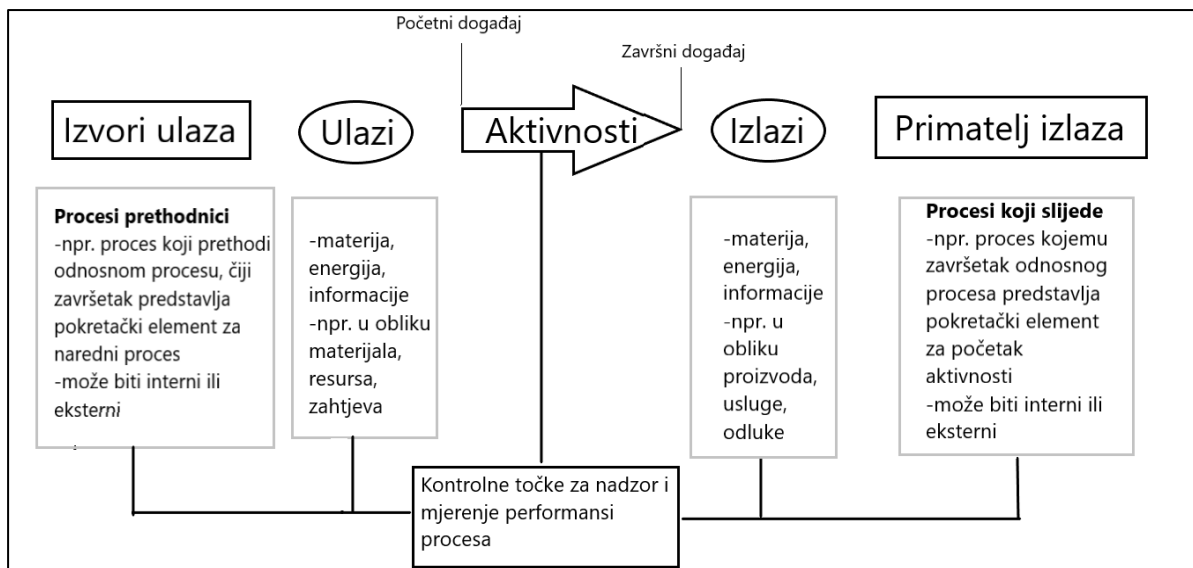 Početni događaj
Završni događaj
Izvori ulaza
Ulazi
Aktivnosti
Izlazi
Primatelj izlaza
Procesi prethodnici
-npr. proces koji prethodi
odnosnom procesu, čiji
završetak predstavlja
pokretački element za
naredni proces
-može biti interni ili
eksterni
-materija,
energija,
informacije
-npr. u obliku
materijala,
resursa,
zahtjeva
-materija,
energija,
informacije
-npr. u
obliku
proizvoda,
usluge,
odluke
Procesi koji slijede
-npr. proces kojemu
završetak odnosnog
procesa predstavlja
pokretački element
za početak
aktivnosti
-može biti interni ili
eksterni
Kontrolne točke za nadzor i
mjerenje performansi
procesa